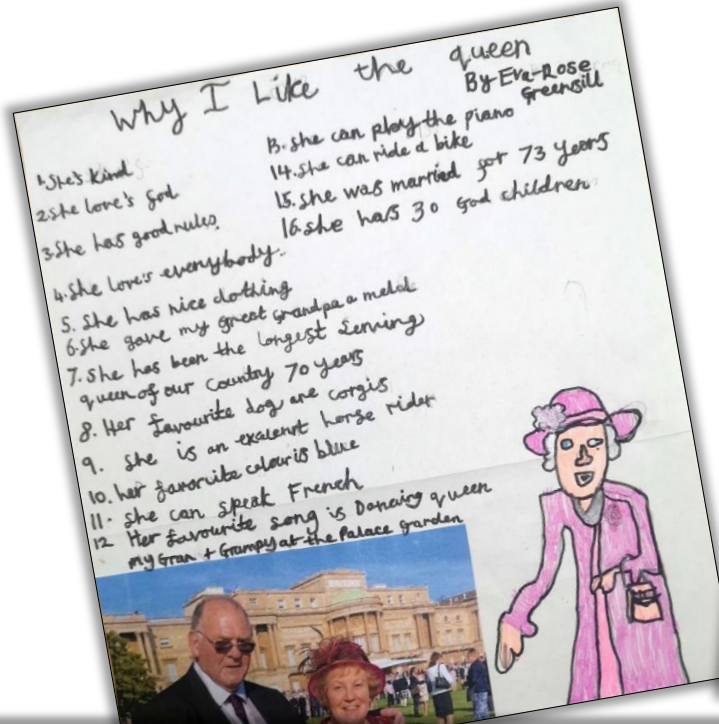 Why I Like the queen
By Eva-Rose
Greensill
1. She's kind
2. she love's God
3. She has good rules
4. She love's everybody.
5. She has nice clothing
6. She gave my great grandpa a medal
7. She has been the longest serving
queen of our country 70 years
8. Her favourite dog are corgis
9. She is an exalenrt horse rider
10. her favoruite colour is blue
11. She can speak French
12 Her favourite song is Dancing queen
13. she can play the piano
14. she can ride a bike
15. she was married for 73 years
16. she has 30 God children
my Gran + Grampy at the Palace garden